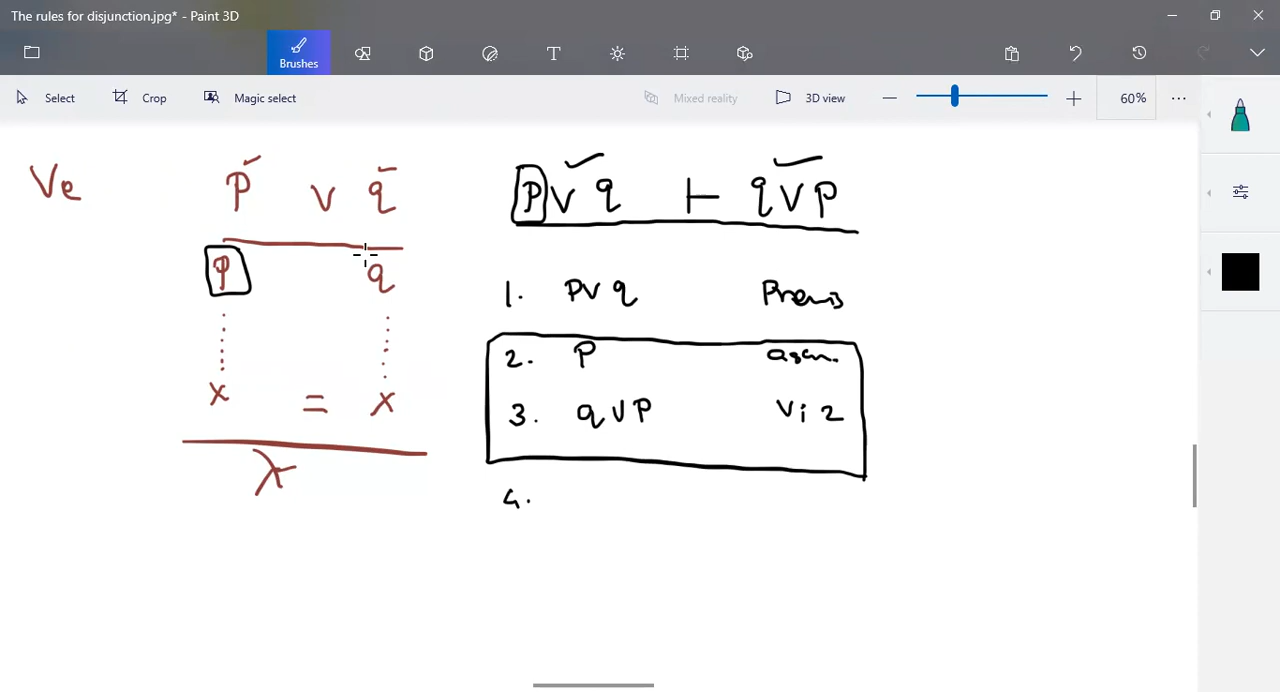 The rules for disjunction.jpg* - Paint 3D
Brushes
Select Crop Magic select Mixed reality 3D view 60%
Ve p v q
p v q ⊢ q v p
p q
1. p v q Premis
2. p asm.
x = x
3. q v p Vi 2
x
4.